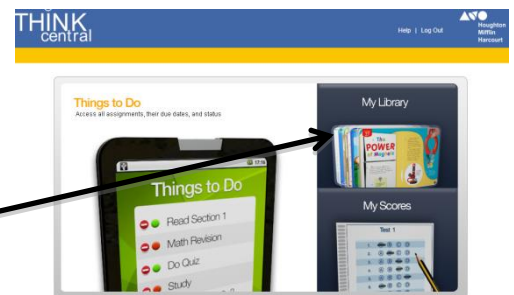 THINK
central
Help | Log Out
Houghton
Mifflin
Harcourt
Things to Do
Access all assignments, their due dates, and status
My Library
The
POWER
of Magnets
Things to Do
Read Section 1
Math Revision
Do Quiz
Study
My Scores
Test 1